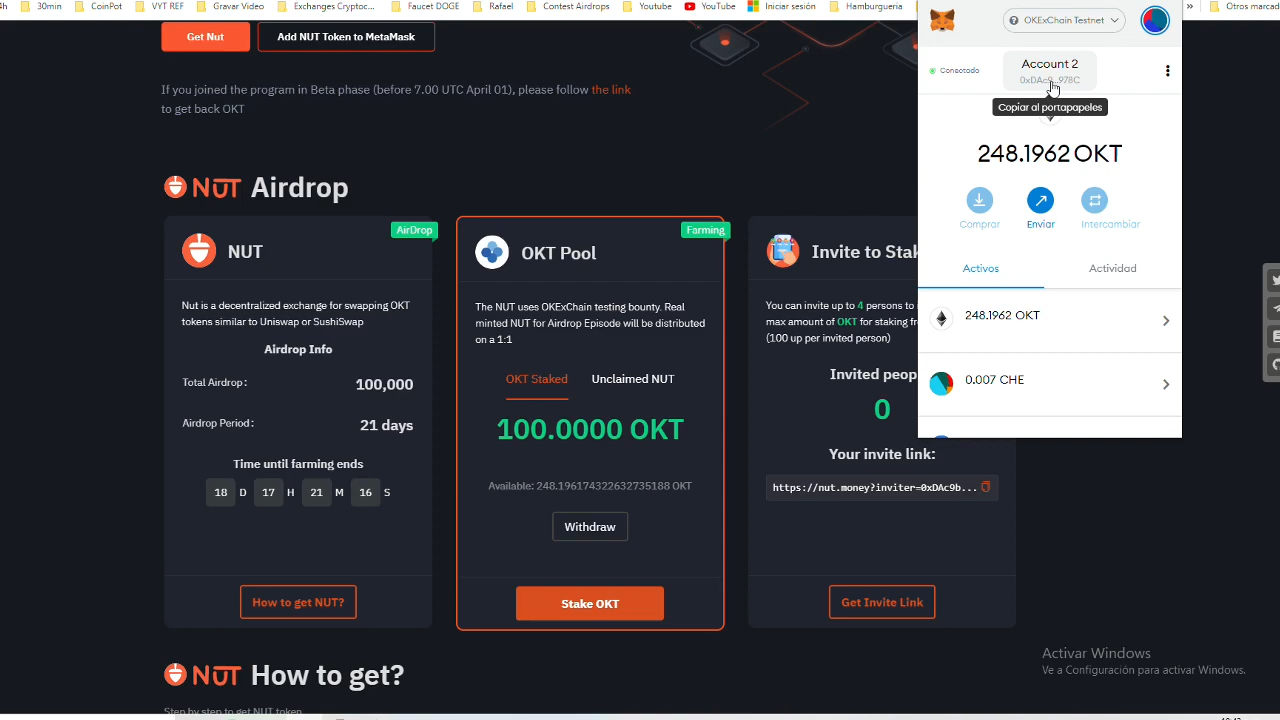 30min
CoinPot
VYT REF
Gravar Video
Exchanges Cryptoc...
Faucet DOGE
Rafael
Contest Airdrops
Youtube
YouTube
Iniciar sesión
Hamburgueria
»
Otros marcad
Get Nut
Add NUT Token to MetaMask
If you joined the program in Beta phase (before 7.00 UTC April 01), please follow the link
to get back OKT
NUT Airdrop
AirDrop
NUT
Nut is a decentralized exchange for swapping OKT
tokens similar to Uniswap or SushiSwap
Airdrop Info
Total Airdrop: 100,000
Airdrop Period: 21 days
Time until farming ends
18 D 17 H 21 M 16 S
How to get NUT?
Farming
OKT Pool
The NUT uses OKExChain testing bounty. Real
minted NUT for Airdrop Episode will be distributed
on a 1:1
OKT Staked Unclaimed NUT
100.0000 OKT
Available: 248.196174322632735188 OKT
Withdraw
Stake OKT
Invite to Stak
You can invite up to 4 persons to
max amount of OKT for staking fr
(100 up per invited person)
Invited peop
0
Your invite link:
https://nut.money?inviter=0xDAc9b...
Get Invite Link
? OKExChain Testnet
Conectado
Account 2
0xDAc9...978C
Copiar al portapapeles
248.1962 OKT
Comprar
Enviar
Intercambiar
Activos
Actividad
248.1962 OKT
0.007 CHE
Activar Windows
Ve a Configuración para activar Windows.
NUT How to get?
Step by step to get NUT token